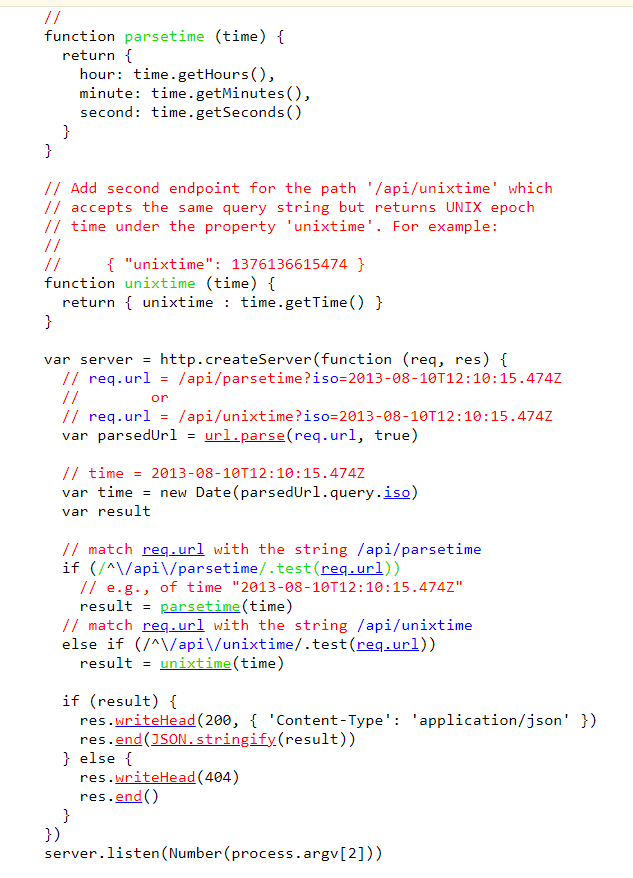 //
function parsetime (time) {
  return {
    hour: time.getHours(),
    minute: time.getMinutes(),
    second: time.getSeconds()
  }
}

// Add second endpoint for the path '/api/unixtime' which
// accepts the same query string but returns UNIX epoch
// time under the property 'unixtime'. For example:
//
//     { "unixtime": 1376136615474 }
function unixtime (time) {
  return { unixtime : time.getTime() }
}

var server = http.createServer(function (req, res) {
  // req.url = /api/parsetime?iso=2013-08-10T12:10:15.474Z
  //        or
  // req.url = /api/unixtime?iso=2013-08-10T12:10:15.474Z
  var parsedUrl = url.parse(req.url, true)

  // time = 2013-08-10T12:10:15.474Z
  var time = new Date(parsedUrl.query.iso)
  var result

  // match req.url with the string /api/parsetime
  if (/^\/api\/parsetime/.test(req.url))
    // e.g., of time "2013-08-10T12:10:15.474Z"
    result = parsetime(time)
  // match req.url with the string /api/unixtime
  else if (/^\/api\/unixtime/.test(req.url))
    result = unixtime(time)

  if (result) {
    res.writeHead(200, { 'Content-Type': 'application/json' })
    res.end(JSON.stringify(result))
  } else {
    res.writeHead(404)
    res.end()
  }
})
server.listen(Number(process.argv[2]))